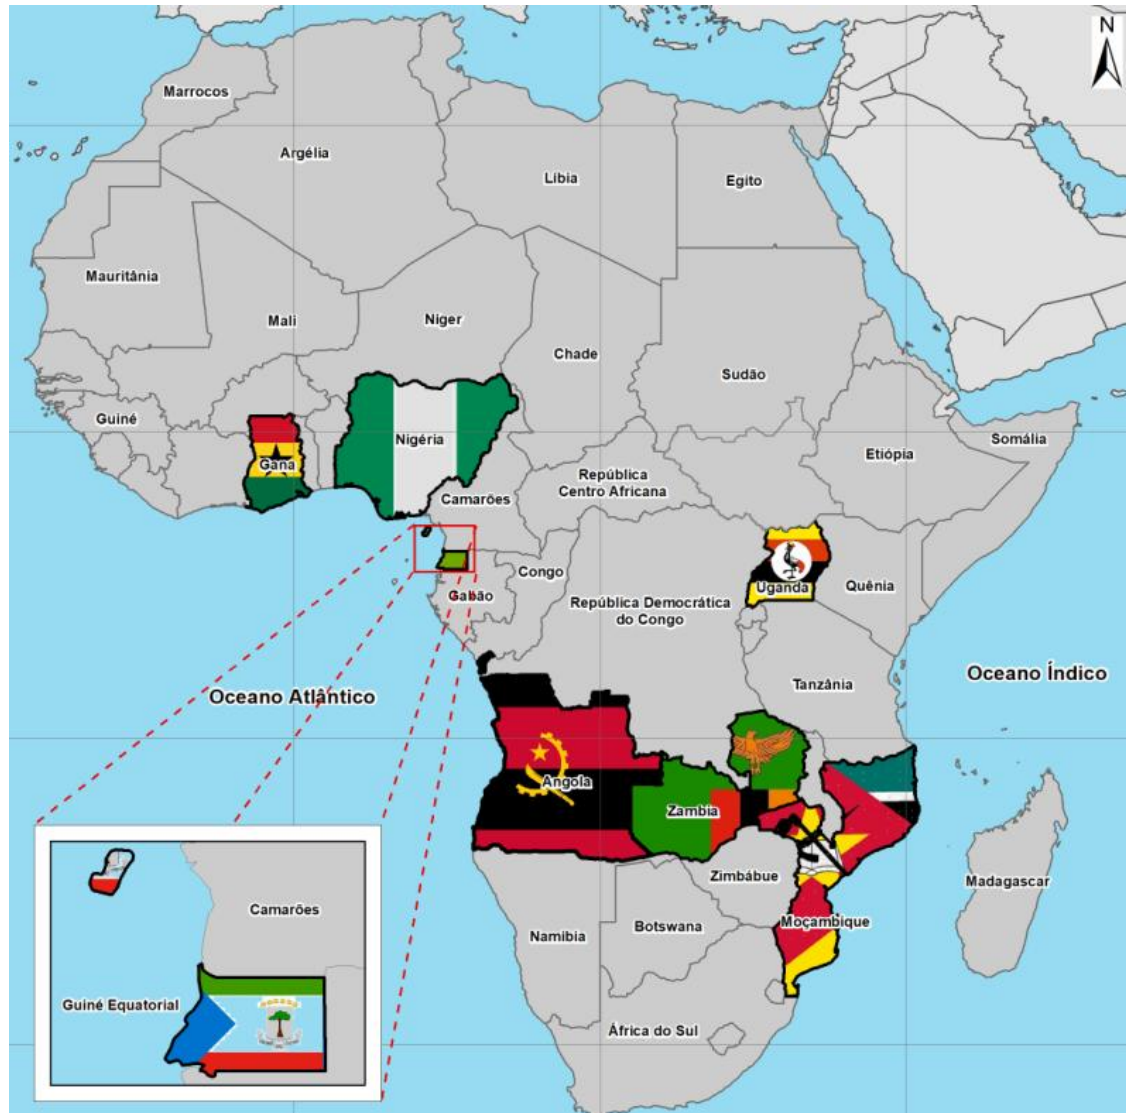 N
Marrocos
Argélia
Líbia
Egito
Mauritânia
Mali
Niger
Chade
Sudão
Guiné
Gana
Nigéria
Etiópia
Somália
República
Centro Africana
Camarões
Congo
Gabão
Uganda
Quênia
República Democrática
do Congo
Oceano Atlântico
Tanzânia
Oceano Índico
Angola
Zambia
Zimbábue
Madagascar
Moçambique
Botswana
Namíbia
África do Sul
Camarões
Guiné Equatorial